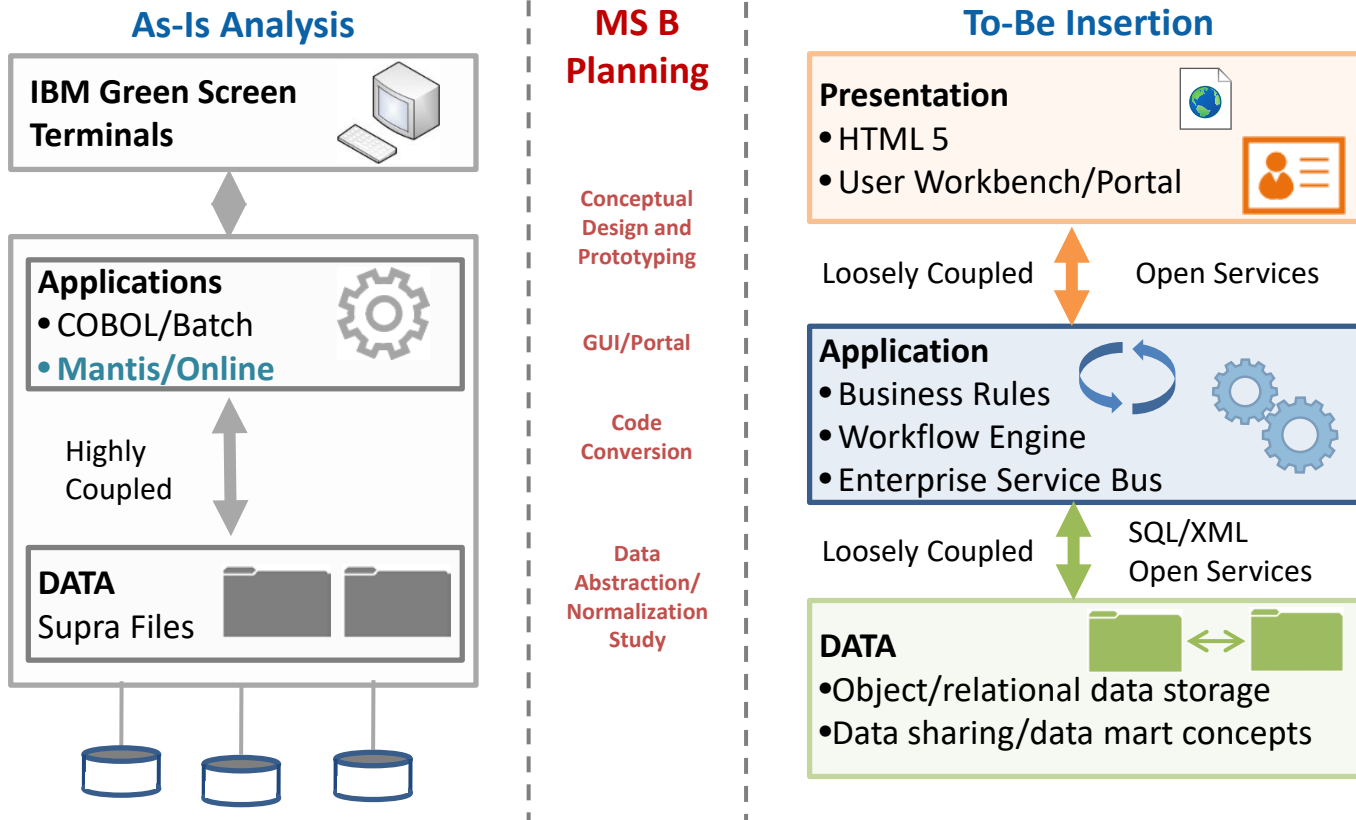 As-Is Analysis
IBM Green Screen
Terminals
Applications
• COBOL/Batch
• Mantis/Online
Highly
Coupled
DATA
Supra Files
MS B
Planning
Conceptual
Design and
Prototyping
GUI/Portal
Code
Conversion
Data
Abstraction/
Normalization
Study
To-Be Insertion
Presentation
• HTML 5
• User Workbench/Portal
Loosely Coupled
Open Services
Application
• Business Rules
• Workflow Engine
• Enterprise Service Bus
Loosely Coupled
SQL/XML
Open Services
DATA
•Object/relational data storage
•Data sharing/data mart concepts